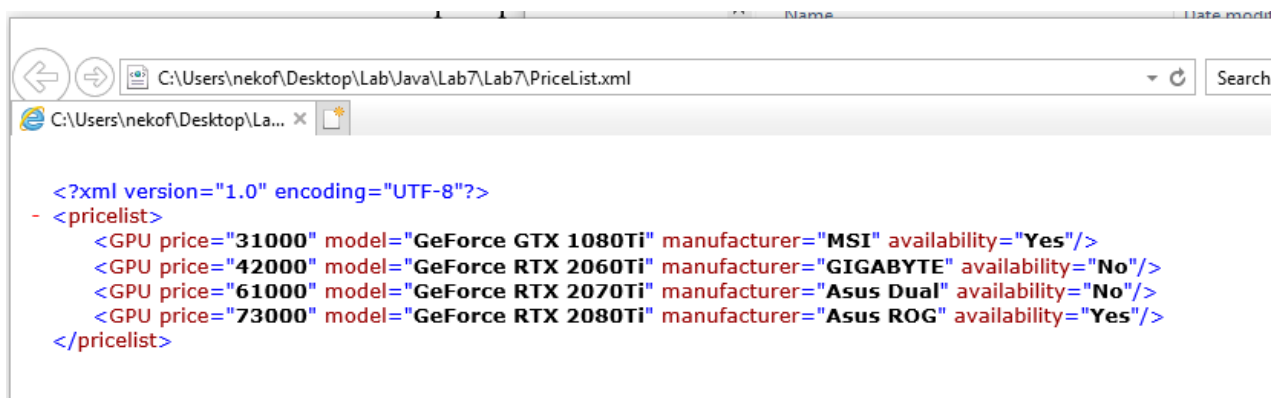 Name Date modif
C:\Users\nekof\Desktop\Lab\Java\Lab7\Lab7\PriceList.xml Search
C:\Users\nekof\Desktop\La...
<?xml version="1.0" encoding="UTF-8"?>
- <pricelist>
<GPU price="31000" model="GeForce GTX 1080Ti" manufacturer="MSI" availability="Yes"/>
<GPU price="42000" model="GeForce RTX 2060Ti" manufacturer="GIGABYTE" availability="No"/>
<GPU price="61000" model="GeForce RTX 2070Ti" manufacturer="Asus Dual" availability="No"/>
<GPU price="73000" model="GeForce RTX 2080Ti" manufacturer="Asus ROG" availability="Yes"/>
</pricelist>